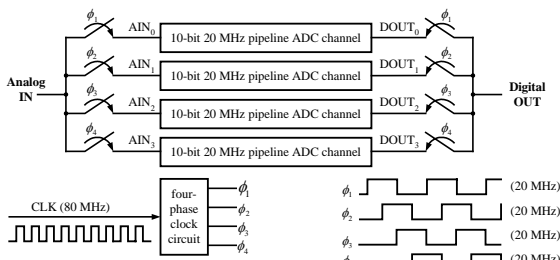 ϕ1 AIN0 10-bit 20 MHz pipeline ADC channel DOUT0 ϕ1
ϕ2 AIN1 10-bit 20 MHz pipeline ADC channel DOUT1 ϕ2
Analog IN
Digital OUT
ϕ3 AIN2 10-bit 20 MHz pipeline ADC channel DOUT2 ϕ3
ϕ4 AIN3 10-bit 20 MHz pipeline ADC channel DOUT3 ϕ4
CLK (80 MHz)
four-
phase
clock
circuit
ϕ1
ϕ2
ϕ3
ϕ4
ϕ1 (20 MHz)
ϕ2 (20 MHz)
ϕ3 (20 MHz)
(20 MHz)